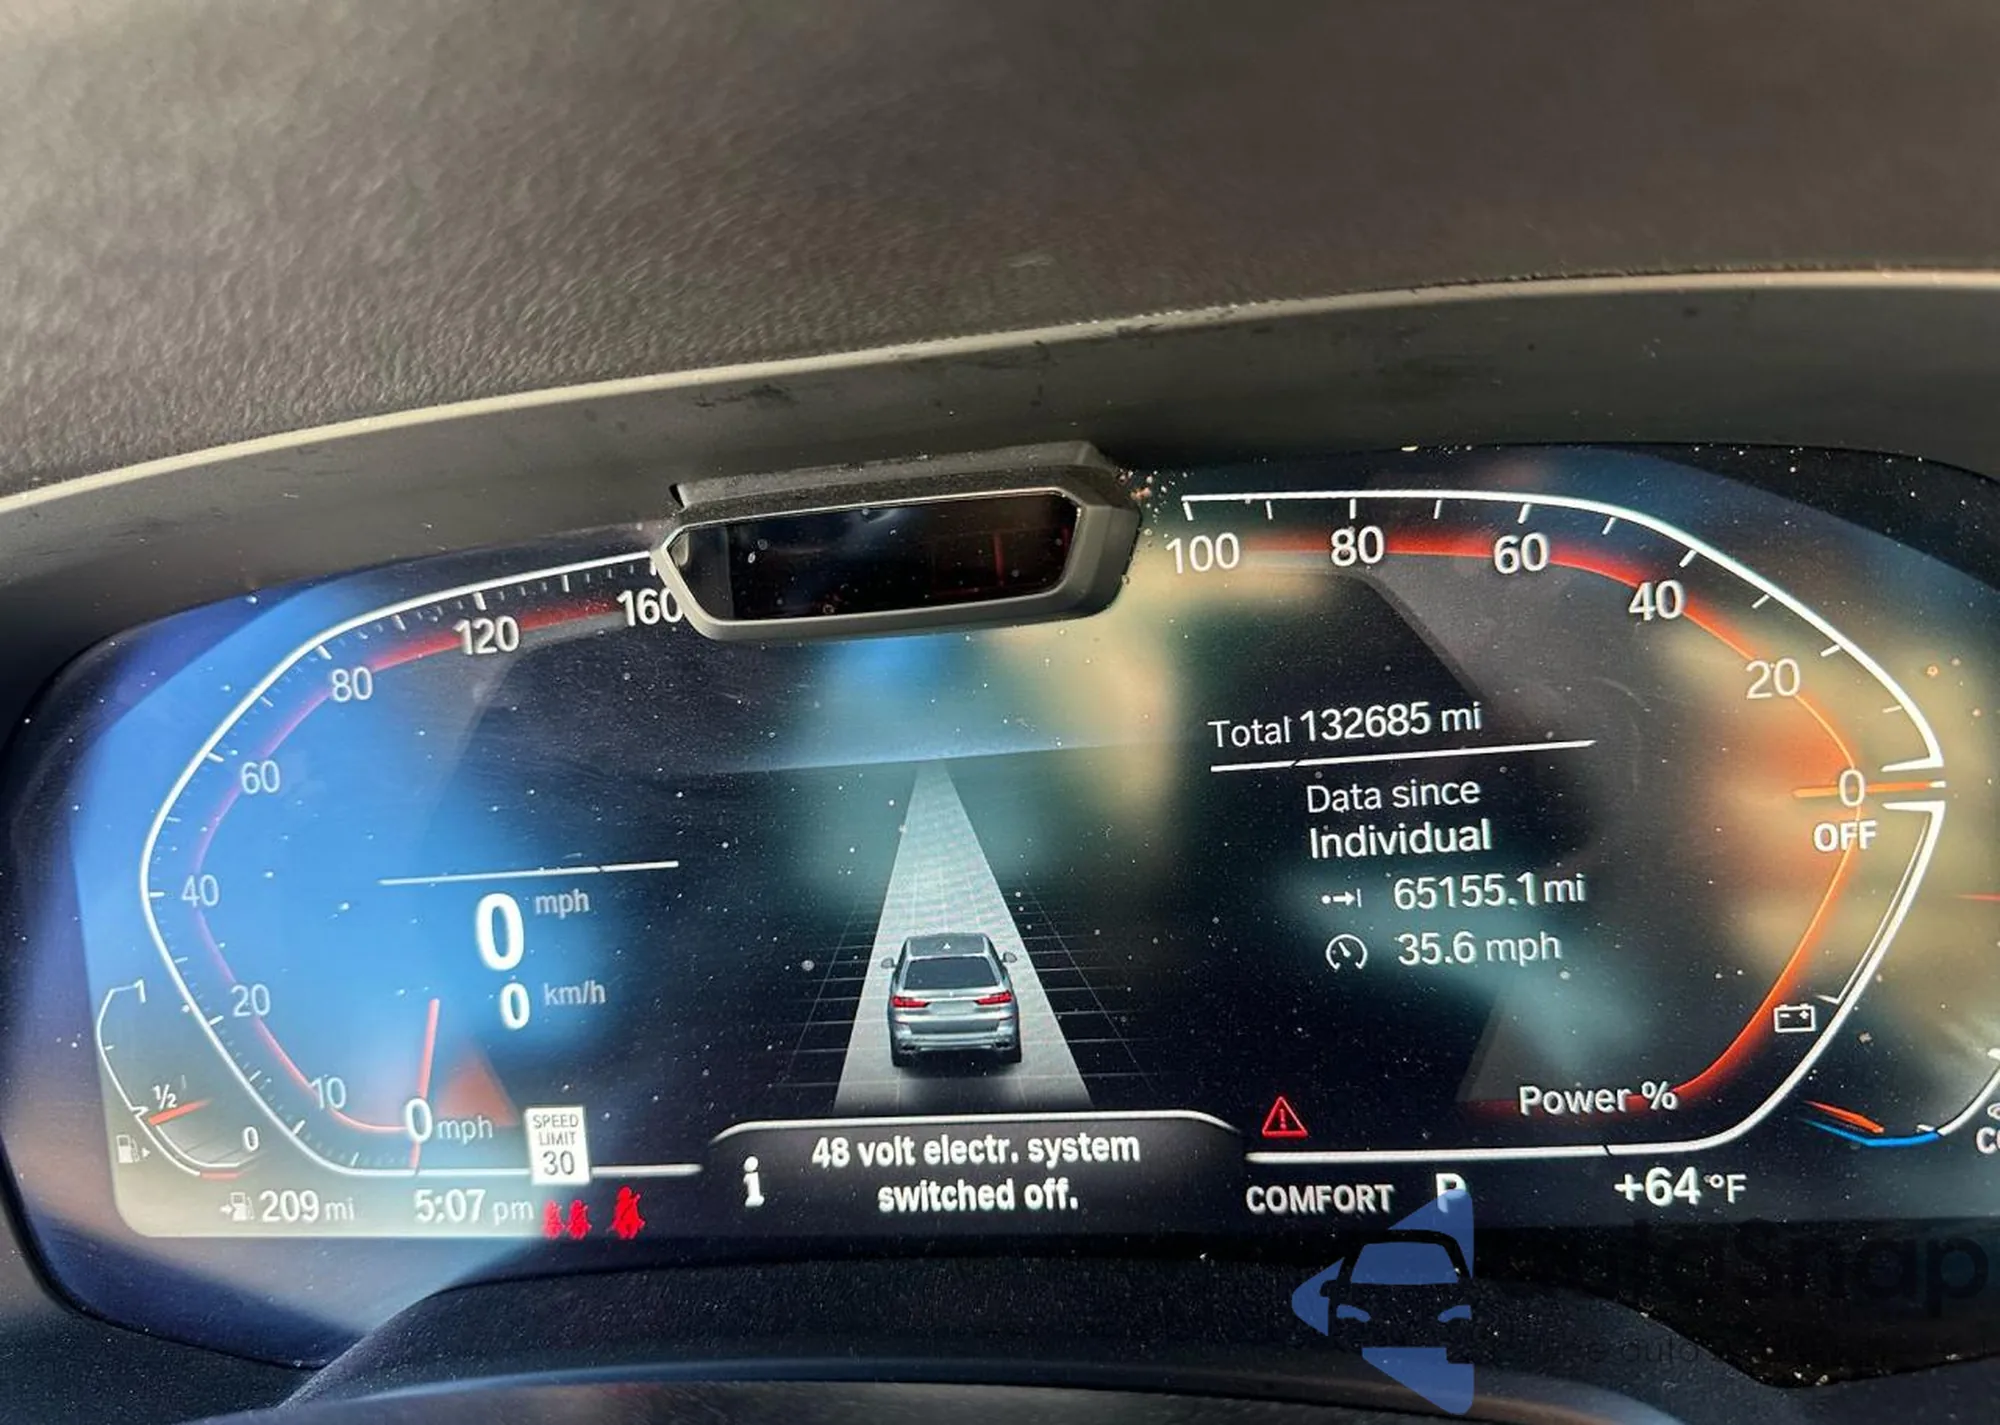 160
120
80
60
40
20
10
0 mph
0 mph
0 km/h
1
1/2
0
SPEED
LIMIT
30
209 mi
5:07 pm
i
48 volt electr. system
switched off.
100
80
60
40
20
0
OFF
Power %
Total 132685 mi
Data since
Individual
65155.1 mi
35.6 mph
COMFORT P
+64 °F